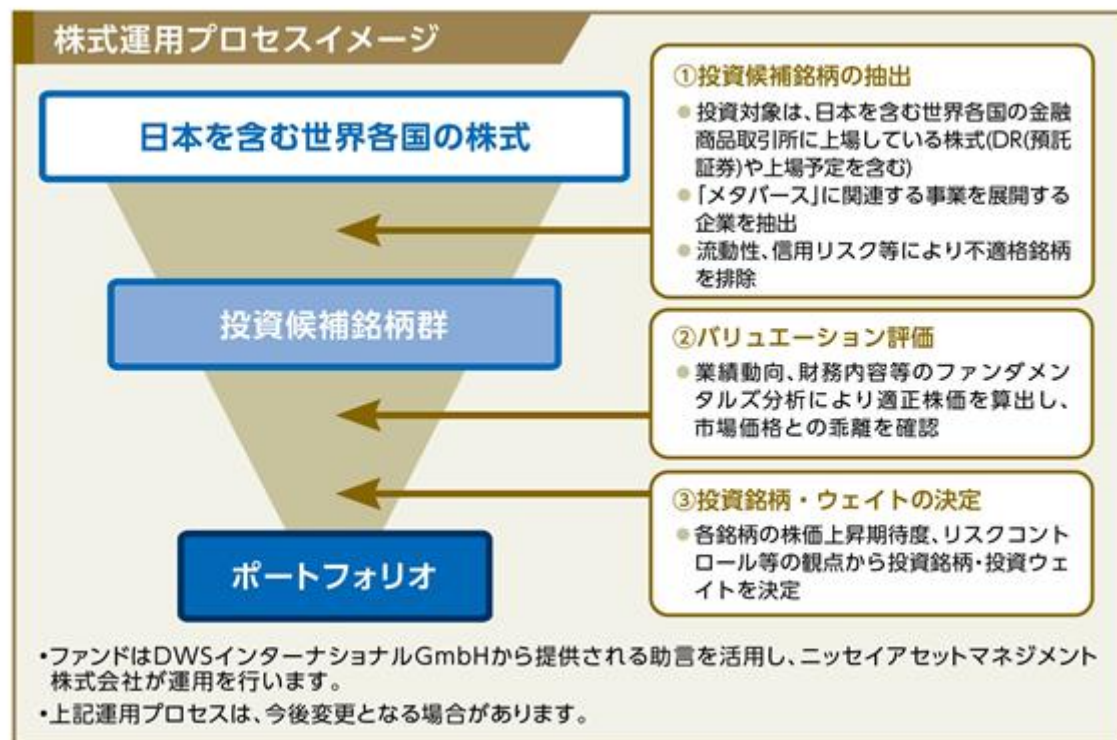 株式運用プロセスイメージ
日本を含む世界各国の株式
投資候補銘柄群
ポートフォリオ
①投資候補銘柄の抽出
●投資対象は、日本を含む世界各国の金融
商品取引所に上場している株式(DR(預託
証券)や上場予定を含む)
●「メタバース」に関連する事業を展開する
企業を抽出
●流動性、信用リスク等により不適格銘柄
を排除
②バリュエーション評価
●業績動向、財務内容等のファンダメン
タルズ分析により適正株価を算出し、
市場価格との乖離を確認
③投資銘柄・ウェイトの決定
●各銘柄の株価上昇期待度、リスクコント
ロール等の観点から投資銘柄・投資ウェ
イトを決定
・ファンドはDWSインターナショナルGmbHから提供される助言を活用し、ニッセイアセットマネジメント
株式会社が運用を行います。
・上記運用プロセスは、今後変更となる場合があります。